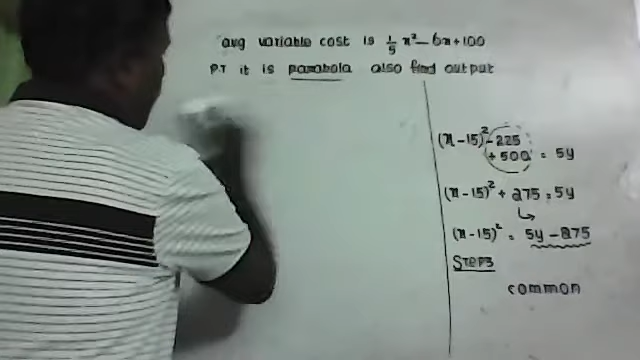 avg variable cost is 1/5 x² - 6x + 100
P.T it is parabola also find output
(x - 15)² - 225
+ 500 = 5y
(x - 15)² + 275 = 5y
(x - 15)² = 5y - 275
STEPS
common